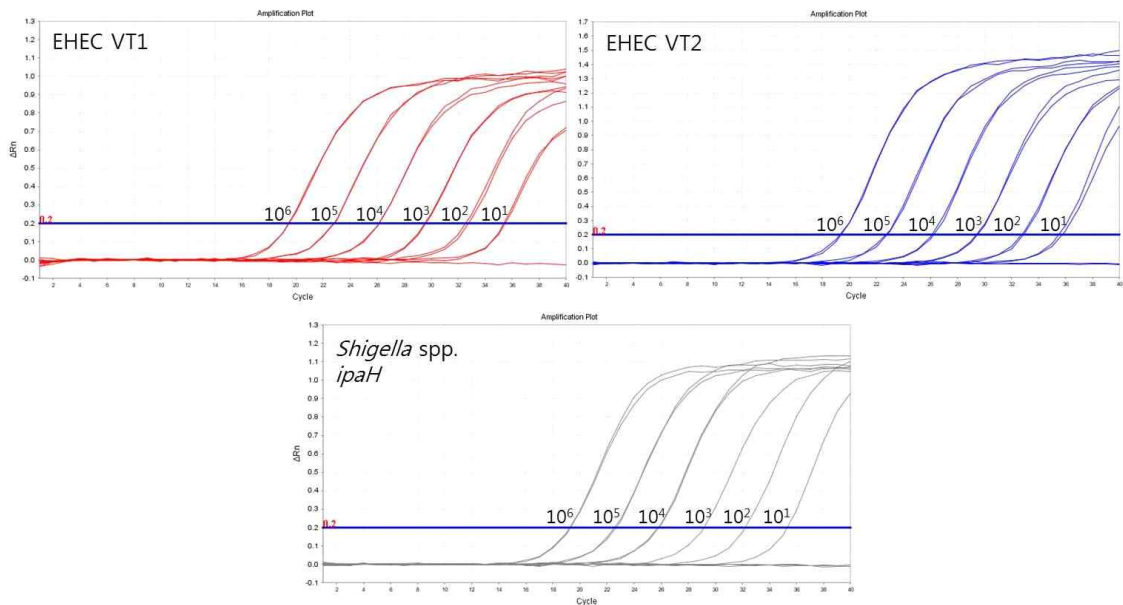 Amplification Plot
EHEC VT1
1.3
1.2
1.1
1.0
0.9
0.8
0.7
0.6
0.5
0.4
0.3
0.2
0.1
0.0
-0.1
ΔRn
0.2
10⁶ 10⁵ 10⁴ 10³ 10² 10¹
2 4 6 8 10 12 14 16 18 20 22 24 26 28 30 32 34 36 38 40
Cycle
Amplification Plot
EHEC VT2
1.7
1.6
1.5
1.4
1.3
1.2
1.1
1.0
0.9
0.8
0.7
0.6
0.5
0.4
0.3
0.2
0.1
0.0
-0.1
0.2
10⁶ 10⁵ 10⁴ 10³ 10² 10¹
2 4 6 8 10 12 14 16 18 20 22 24 26 28 30 32 34 36 38 40
Cycle
Amplification Plot
Shigella spp.
ipaH
1.3
1.2
1.1
1.0
0.9
0.8
0.7
0.6
0.5
0.4
0.3
0.2
0.1
0.0
-0.1
ΔRn
0.2
10⁶ 10⁵ 10⁴ 10³ 10² 10¹
2 4 6 8 10 12 14 16 18 20 22 24 26 28 30 32 34 36 38 40
Cycle